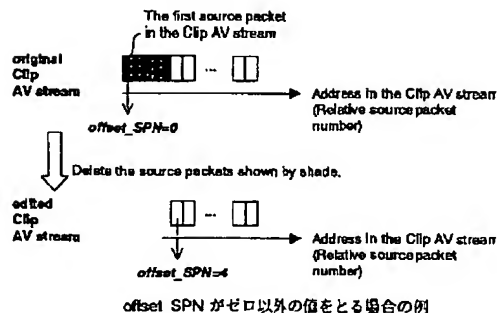 The first source packet
in the Clip AV stream
original
Clip
AV stream
...
Address in the Clip AV stream
(Relative source packet
number)
offset_SPN=0
Delete the source packets shown by shade.
edited
Clip
AV stream
...
Address in the Clip AV stream
(Relative source packet
number)
offset_SPN=4
offset SPN がゼロ以外の値をとる場合の例